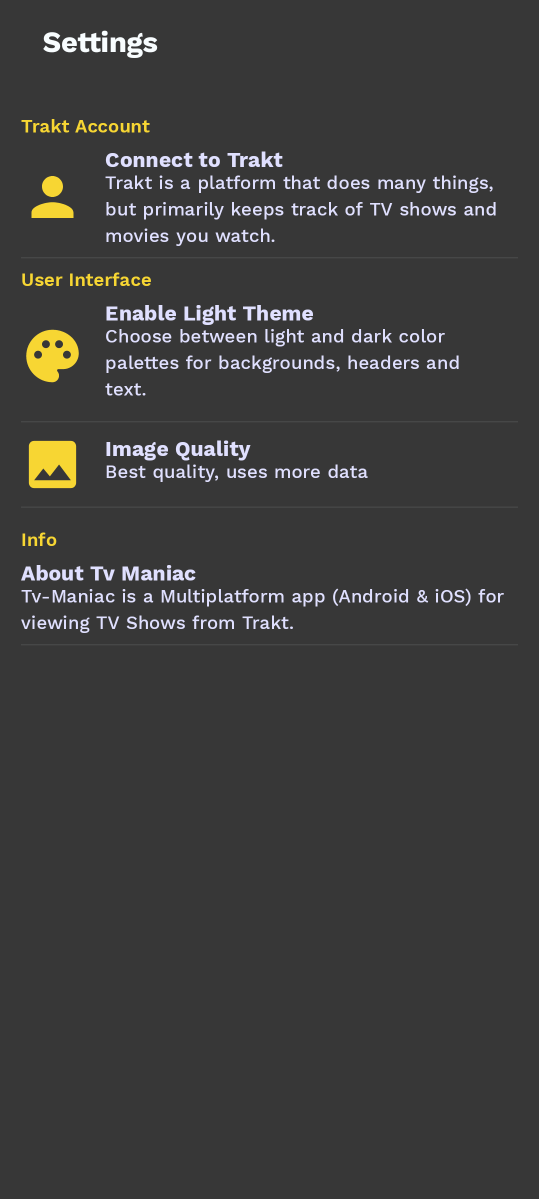 Settings
Trakt Account
Connect to Trakt
Trakt is a platform that does many things,
but primarily keeps track of TV shows and
movies you watch.
User Interface
Enable Light Theme
Choose between light and dark color
palettes for backgrounds, headers and
text.
Image Quality
Best quality, uses more data
Info
About Tv Maniac
Tv-Maniac is a Multiplatform app (Android & iOS) for
viewing TV Shows from Trakt.